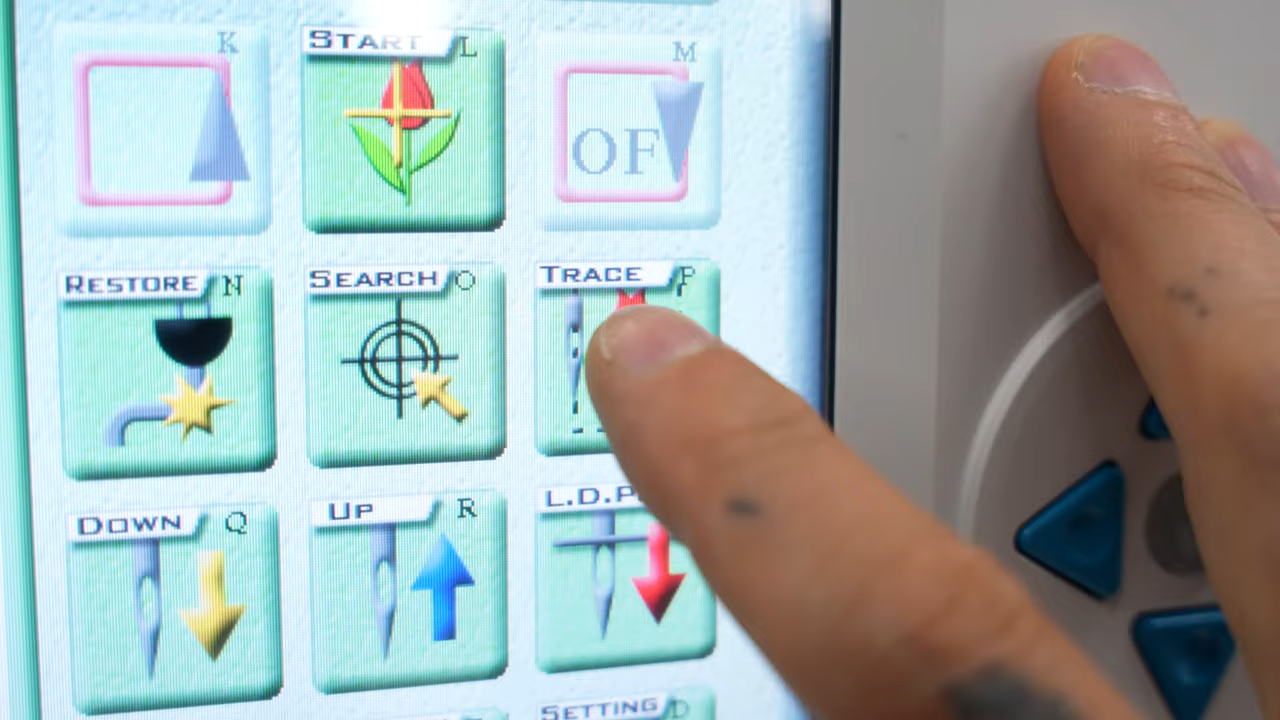 K
START L
M
OF
RESTORE N
SEARCH O
TRACE P
DOWN Q
UP R
L.D.P
SETTING D